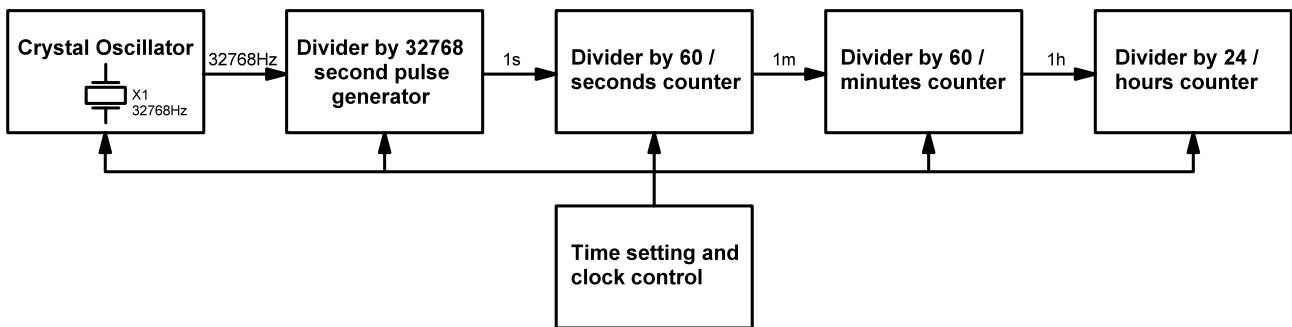 Crystal Oscillator
X1
32768Hz
32768Hz
Divider by 32768
second pulse
generator
1s
Divider by 60 /
seconds counter
1m
Divider by 60 /
minutes counter
1h
Divider by 24 /
hours counter
Time setting and
clock control